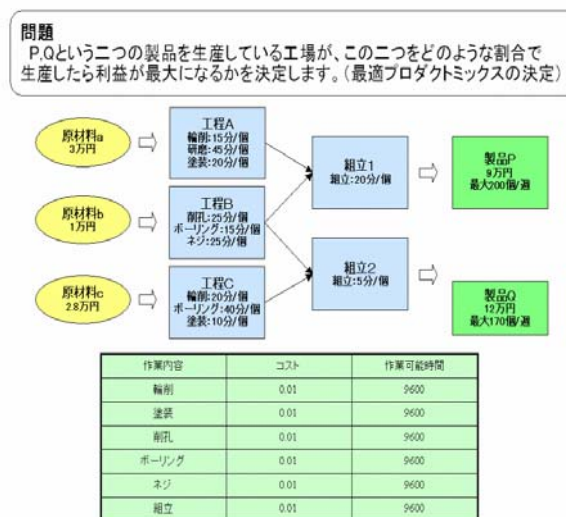 問題
P,Qという二つの製品を生産している工場が、この二つをどのような割合で
生産したら利益が最大になるかを決定します。(最適プロダクトミックスの決定)
原材料a
3万円
工程A
輪削:15分/個
研磨:45分/個
塗装:20分/個
組立1
組立:20分/個
製品P
9万円
最大200個/週
原材料b
1万円
工程B
削孔:25分/個
ボーリング:15分/個
ネジ:25分/個
原材料c
2.8万円
工程C
輪削:20分/個
ボーリング:40分/個
塗装:10分/個
組立2
組立:5分/個
製品Q
12万円
最大170個/週
作業内容 コスト 作業可能時間
輪削 0.01 9600
塗装 0.01 9600
削孔 0.01 9600
ボーリング 0.01 9600
ネジ 0.01 9600
組立 0.01 9600